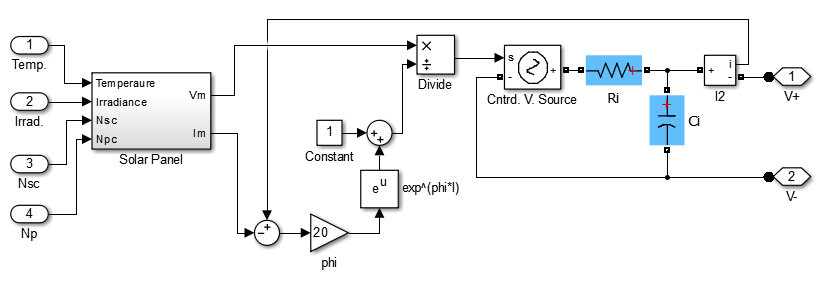 1
Temp.
2
Irrad.
3
Nsc
4
Np
Temperaure
Irradiance
Nsc
Npc
Vm
Im
Solar Panel
1
Constant
+
+
−
+
20
phi
e^u
exp^(phi*I)
×
÷
Divide
s
-
+
Cntrd. V. Source
+
Ri
+
Ci
+
i
-
I2
1
V+
2
V-